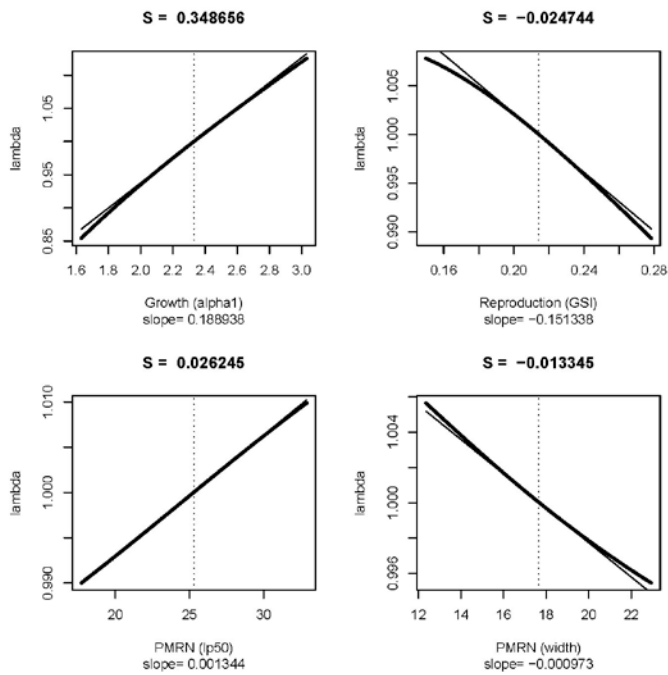 S = 0.348656
lambda
0.85 0.95 1.05
1.6 1.8 2.0 2.2 2.4 2.6 2.8 3.0
Growth (alpha1)
slope= 0.188938
S = −0.024744
lambda
0.990 0.995 1.000 1.005
0.16 0.20 0.24 0.28
Reproduction (GSI)
slope= −0.151338
S = 0.026245
lambda
0.990 1.000 1.010
20 25 30
PMRN (lp50)
slope= 0.001344
S = −0.013345
lambda
0.996 1.000 1.004
12 14 16 18 20 22
PMRN (width)
slope= −0.000973